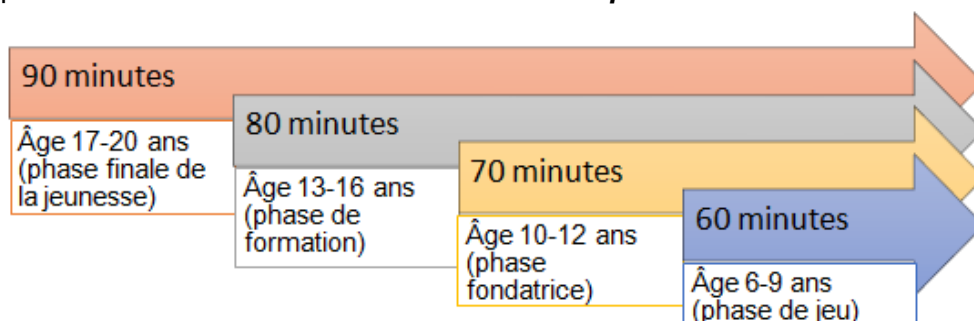 90 minutes
Âge 17-20 ans
(phase finale de
la jeunesse)
80 minutes
Âge 13-16 ans
(phase de
formation)
70 minutes
Âge 10-12 ans
(phase
fondatrice)
60 minutes
Âge 6-9 ans
(phase de jeu)